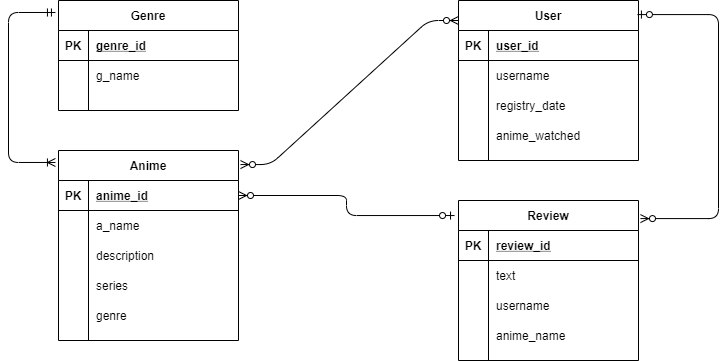 Genre
PK genre_id
g_name
User
PK user_id
username
registry_date
anime_watched
Anime
PK anime_id
a_name
description
series
genre
Review
PK review_id
text
username
anime_name